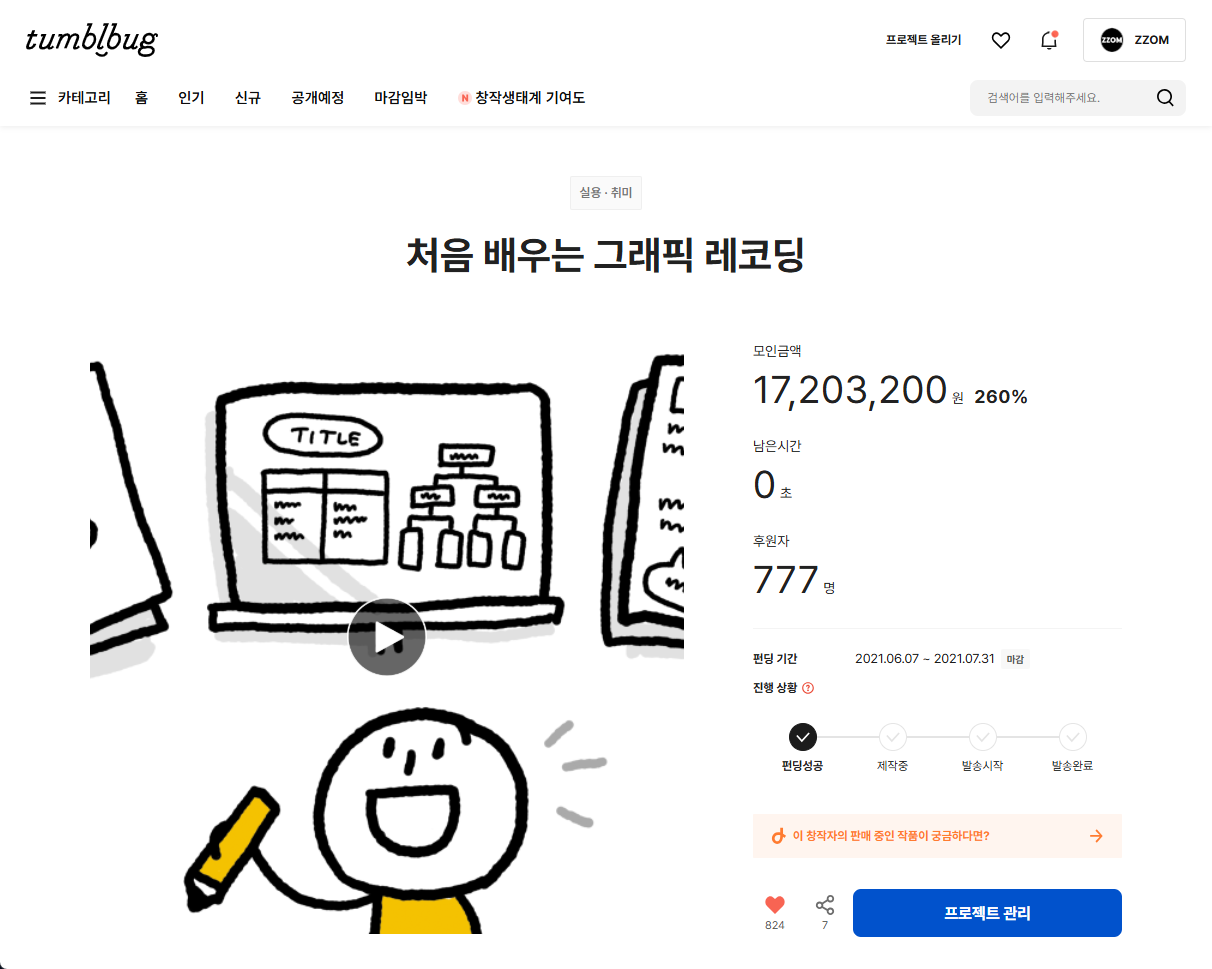 tumblbug
프로젝트 올리기
ZZOM
ZZOM
카테고리 홈 인기 신규 공개예정 마감임박 N 창작생태계 기여도
검색어를 입력해주세요.
실용 · 취미
처음 배우는 그래픽 레코딩
TITLE
모인금액
17,203,200 원 260%
남은시간
0 초
후원자
777 명
펀딩 기간 2021.06.07 ~ 2021.07.31 마감
진행 상황 ?
펀딩성공 제작중 발송시작 발송완료
이 창작자의 판매 중인 작품이 궁금하다면?
824 7
프로젝트 관리